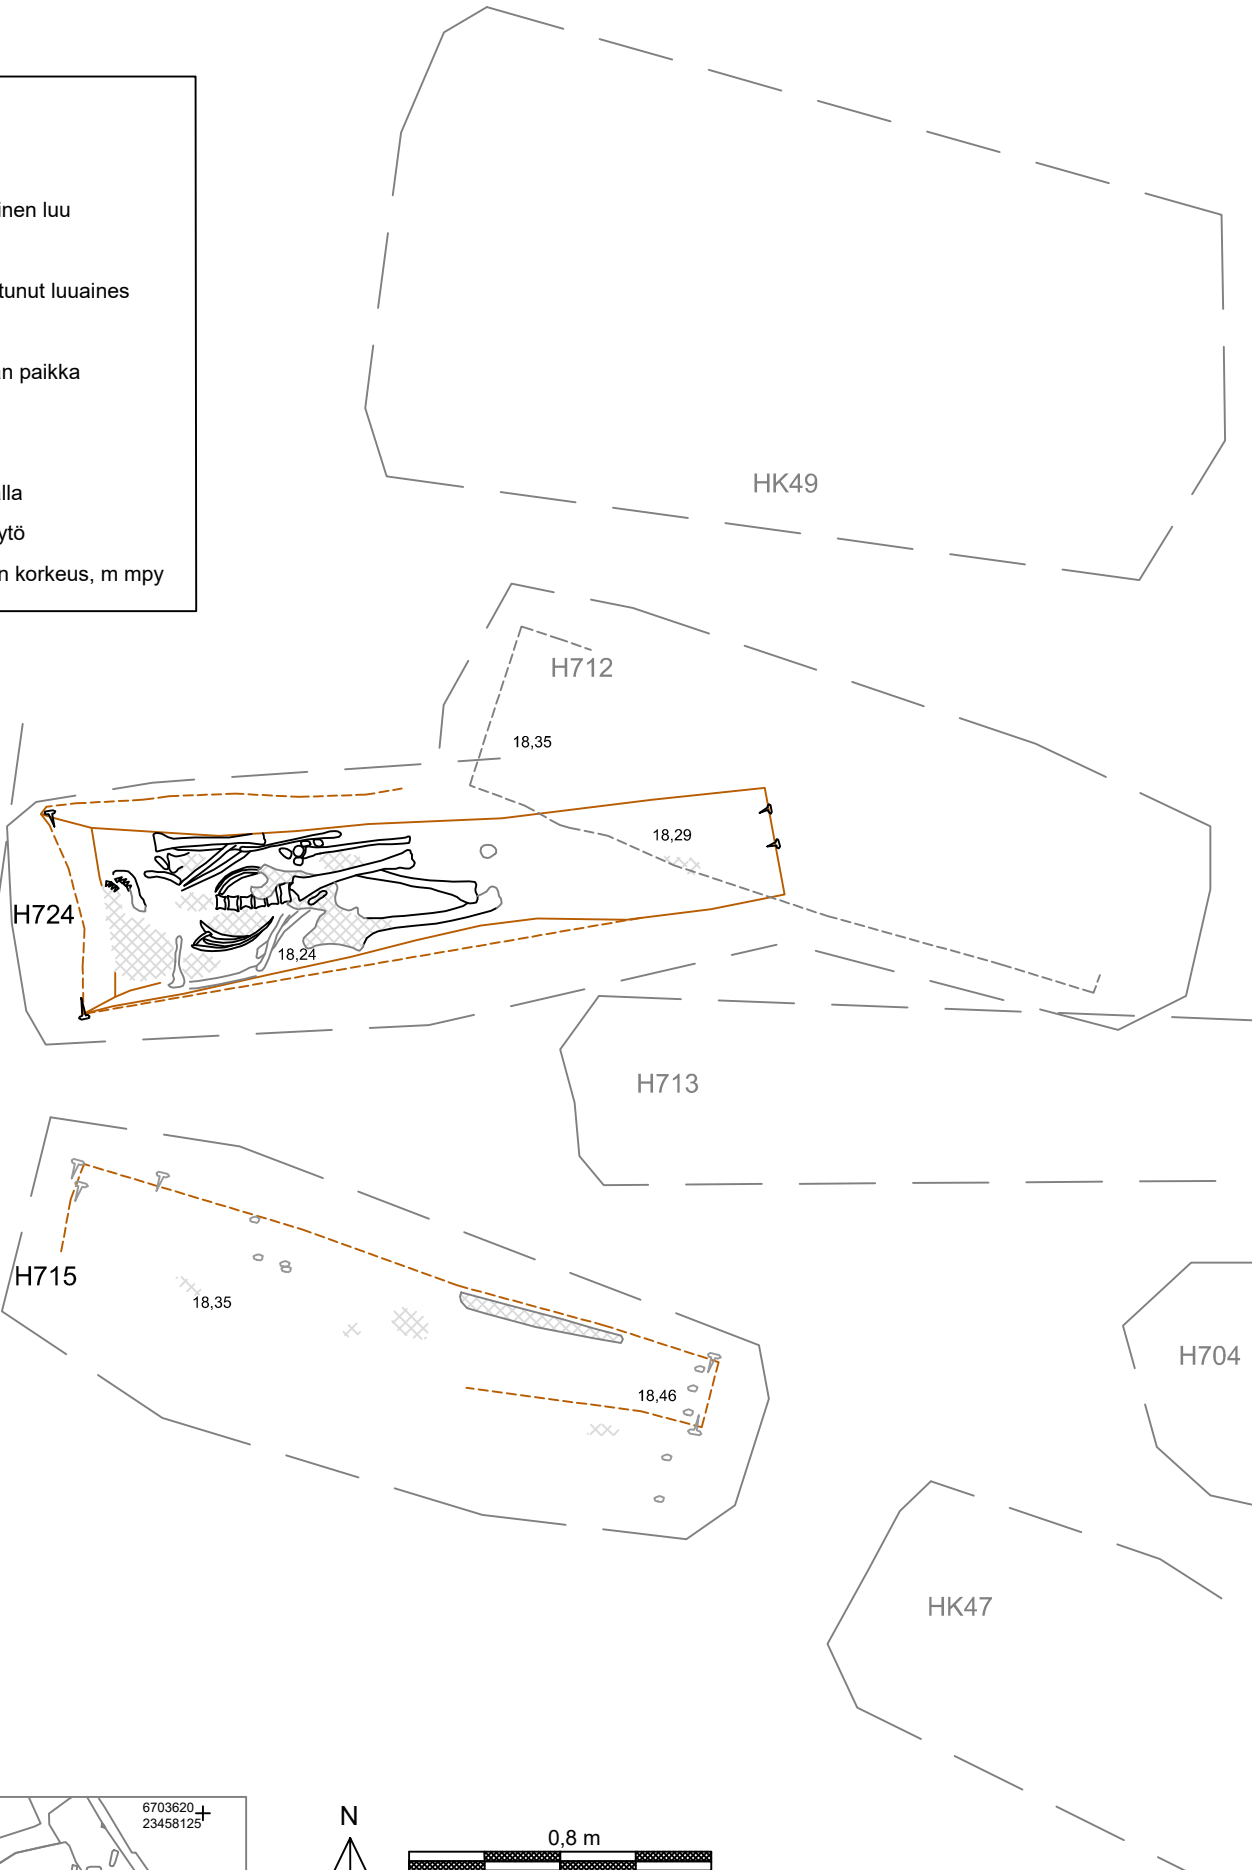 inen luu
tunut luuaines
n paikka
lla
ytö
n korkeus, m mpy
HK49
H712
18,35
18,29
H724
18,24
H713
H715
18,35
18,46
H704
HK47
6703620
23458125
N
0,8 m